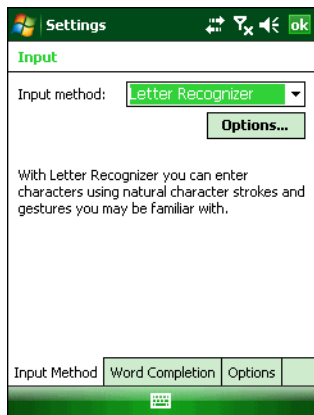 Settings
ok
Input
Input method: Letter Recognizer
Options...
With Letter Recognizer you can enter
characters using natural character strokes and
gestures you may be familiar with.
Input Method Word Completion Options